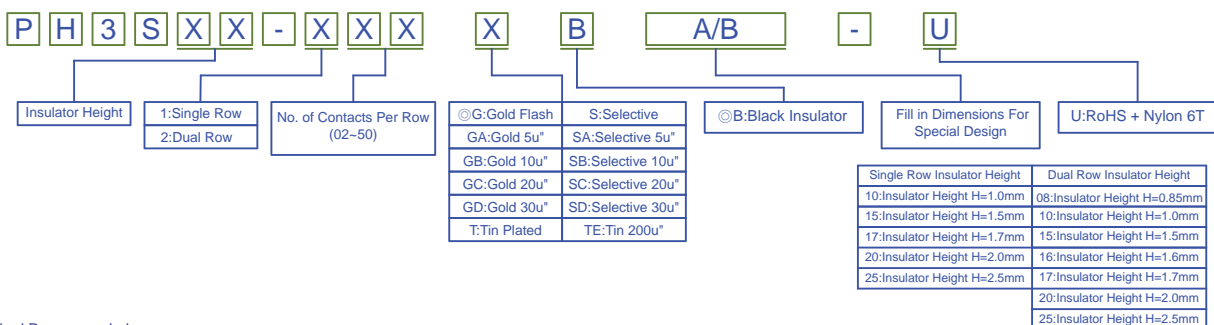 P H 3 S X X - X X X X B A/B - U
Insulator Height
1:Single Row
2:Dual Row
No. of Contacts Per Row
(02~50)
◎G:Gold Flash S:Selective
GA:Gold 5u" SA:Selective 5u"
GB:Gold 10u" SB:Selective 10u"
GC:Gold 20u" SC:Selective 20u"
GD:Gold 30u" SD:Selective 30u"
T:Tin Plated TE:Tin 200u"
◎B:Black Insulator
Fill in Dimensions For
Special Design
U:RoHS + Nylon 6T
Single Row Insulator Height Dual Row Insulator Height
10:Insulator Height H=1.0mm 08:Insulator Height H=0.85mm
15:Insulator Height H=1.5mm 10:Insulator Height H=1.0mm
17:Insulator Height H=1.7mm 15:Insulator Height H=1.5mm
20:Insulator Height H=2.0mm 16:Insulator Height H=1.6mm
25:Insulator Height H=2.5mm 17:Insulator Height H=1.7mm
20:Insulator Height H=2.0mm
25:Insulator Height H=2.5mm